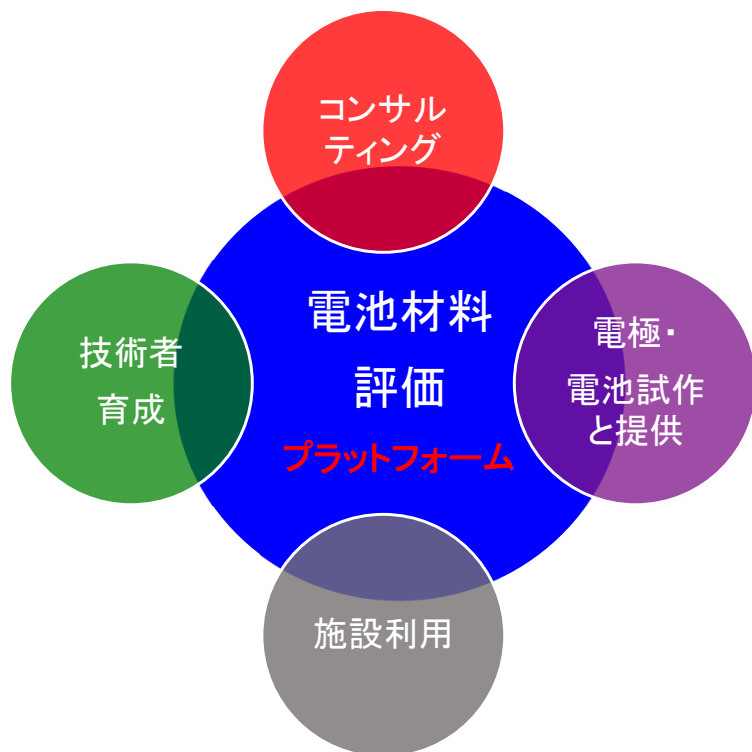 コンサル
ティング
電池材料
評価
プラットフォーム
技術者
育成
電極・
電池試作
と提供
施設利用